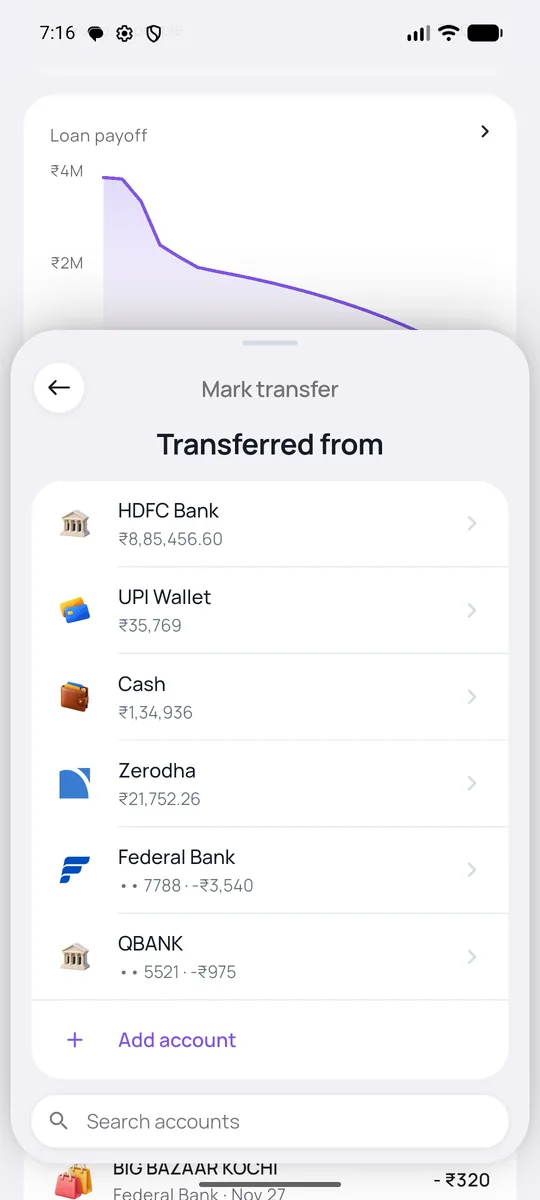 7:16
Loan payoff
₹4M
₹2M
Mark transfer
Transferred from
HDFC Bank
₹8,85,456.60
UPI Wallet
₹35,769
Cash
₹1,34,936
Zerodha
₹21,752.26
Federal Bank
•• 7788 · -₹3,540
QBANK
•• 5521 · -₹975
+ Add account
Search accounts
BIG BAZAAR KOCHI
- ₹320
Federal Bank · Nov 27